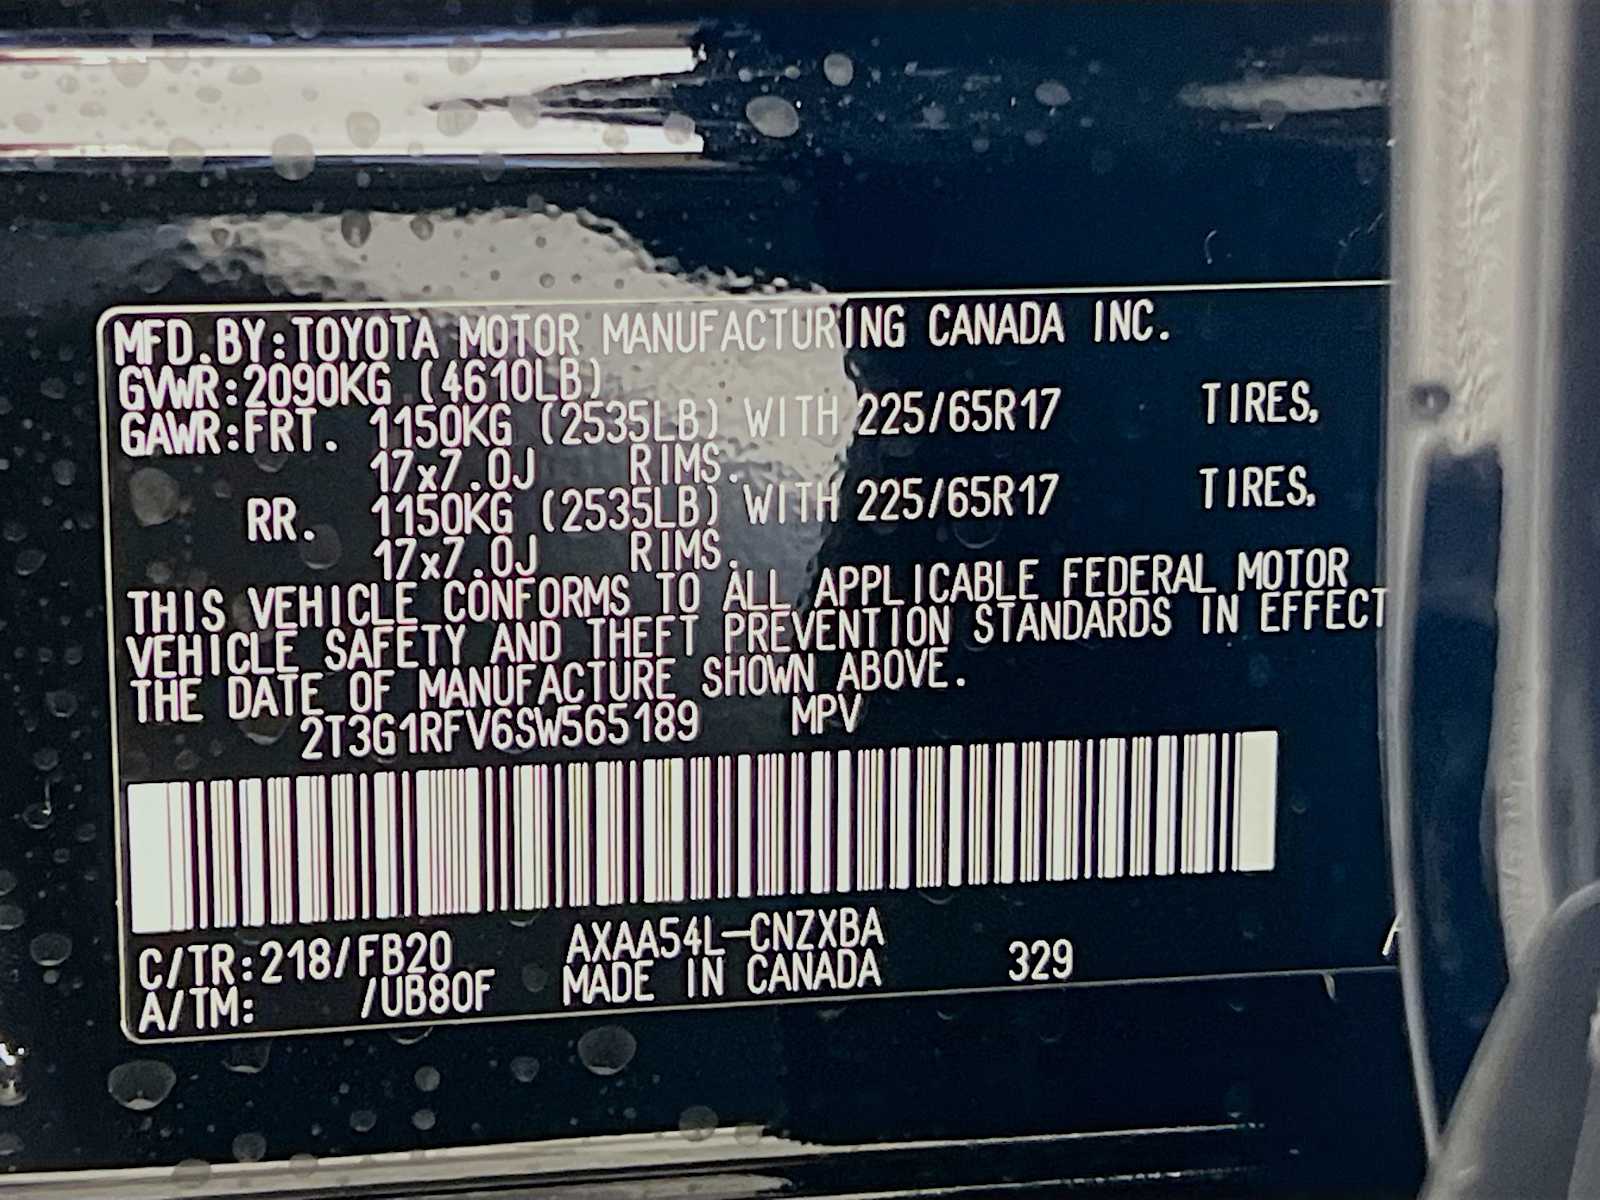 MFD.BY:TOYOTA MOTOR MANUFACTURING CANADA INC.
GVWR:2090KG (4610LB)
GAWR:FRT. 1150KG (2535LB) WITH 225/65R17 TIRES,
17x7.0J RIMS.
RR. 1150KG (2535LB) WITH 225/65R17 TIRES,
17x7.0J RIMS.
THIS VEHICLE CONFORMS TO ALL APPLICABLE FEDERAL MOTOR
VEHICLE SAFETY AND THEFT PREVENTION STANDARDS IN EFFECT
THE DATE OF MANUFACTURE SHOWN ABOVE.
2T3G1RFV6SW565189 MPV
C/TR:218/FB20 AXAA54L-CNZXBA
A/TM: /UB80F MADE IN CANADA 329